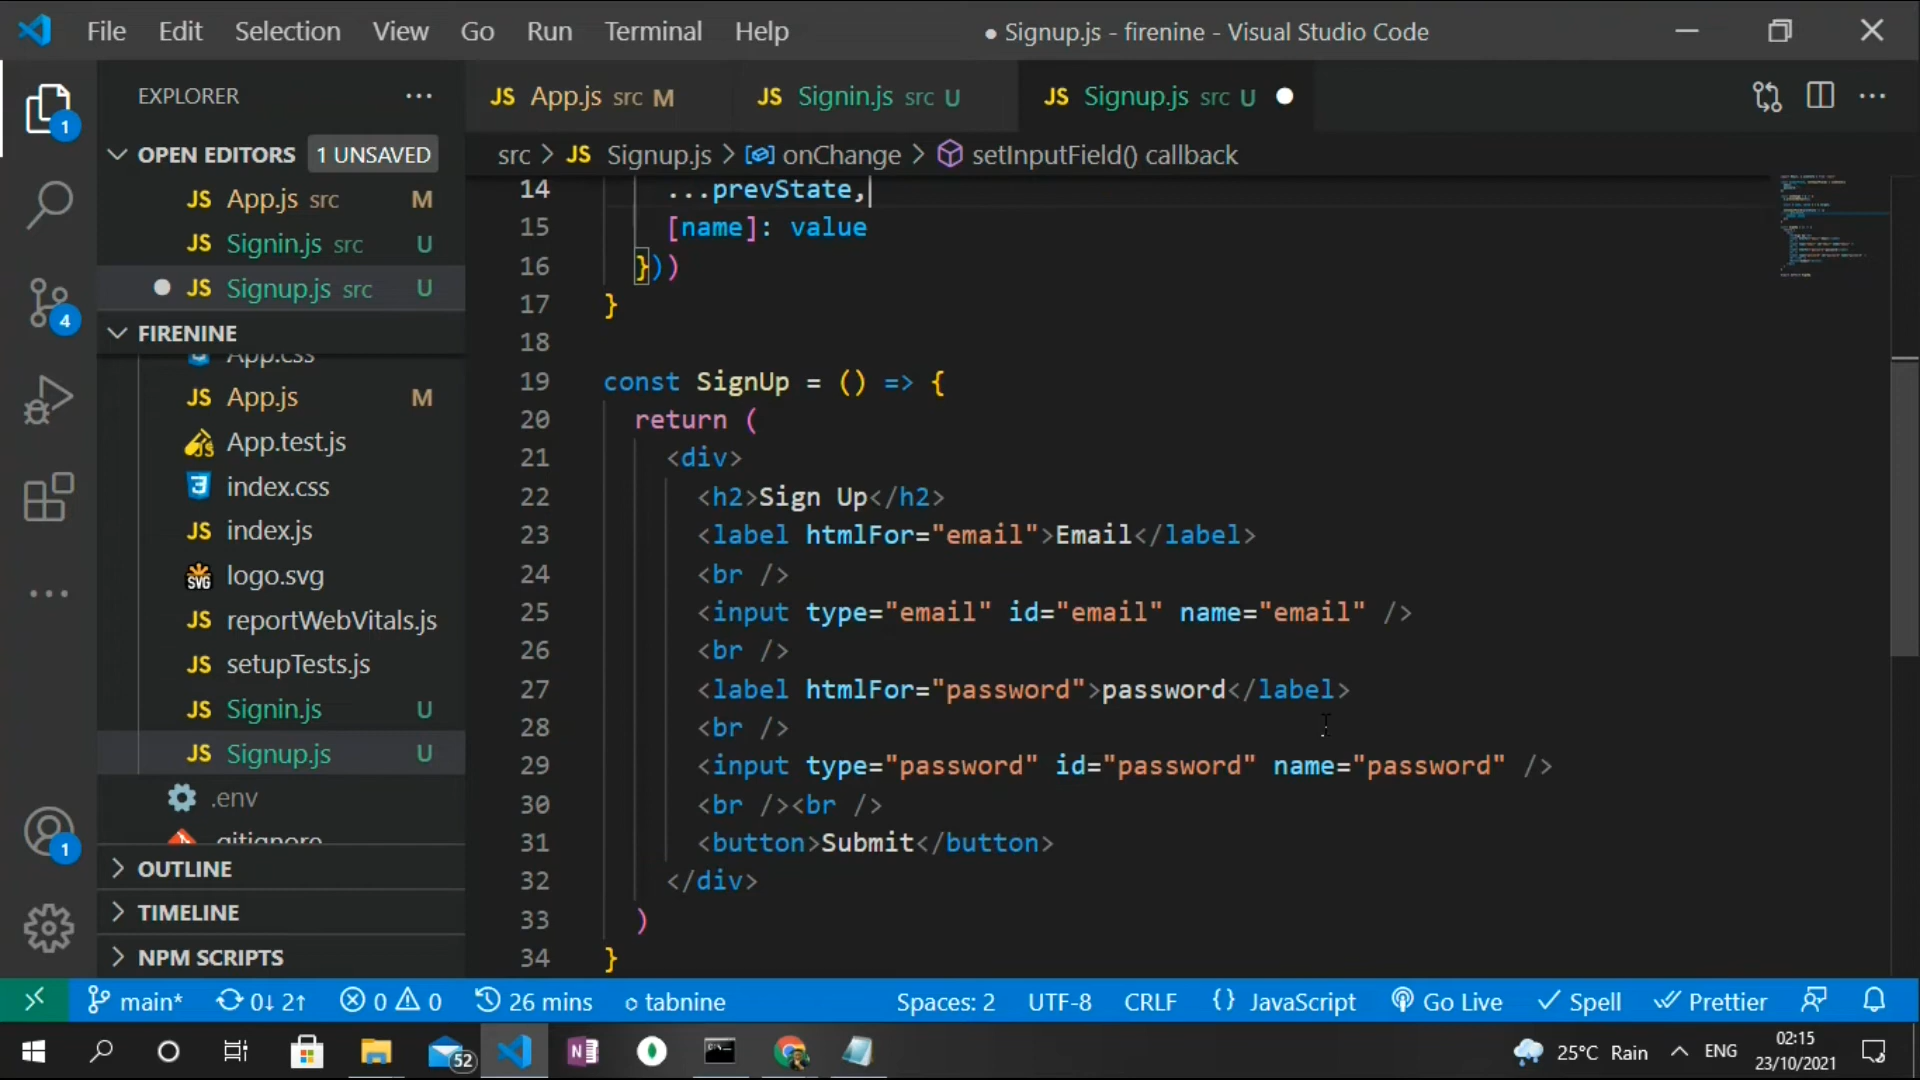 File Edit Selection View Go Run Terminal Help
● Signup.js - firenine - Visual Studio Code
EXPLORER
JS App.js src M
JS Signin.js src U
JS Signup.js src U
OPEN EDITORS 1 UNSAVED
JS App.js src M
JS Signin.js src U
JS Signup.js src U
FIRENINE
App.css
JS App.js M
App.test.js
index.css
JS index.js
SVG logo.svg
JS reportWebVitals.js
JS setupTests.js
JS Signin.js U
JS Signup.js U
.env
.gitignore
OUTLINE
TIMELINE
NPM SCRIPTS
1
4
1
src > JS Signup.js > onChange > setInputField() callback
14 ...prevState,
15 [name]: value
16 }))
17 }
18
19 const SignUp = () => {
20 return (
21 <div>
22 <h2>Sign Up</h2>
23 <label htmlFor="email">Email</label>
24 <br />
25 <input type="email" id="email" name="email" />
26 <br />
27 <label htmlFor="password">password</label>
28 <br />
29 <input type="password" id="password" name="password" />
30 <br /><br />
31 <button>Submit</button>
32 </div>
33 )
34 }
main* 0↓ 2↑ 0 0 26 mins tabnine Spaces: 2 UTF-8 CRLF {} JavaScript Go Live Spell Prettier
52 N 25°C Rain ENG 02:15
23/10/2021